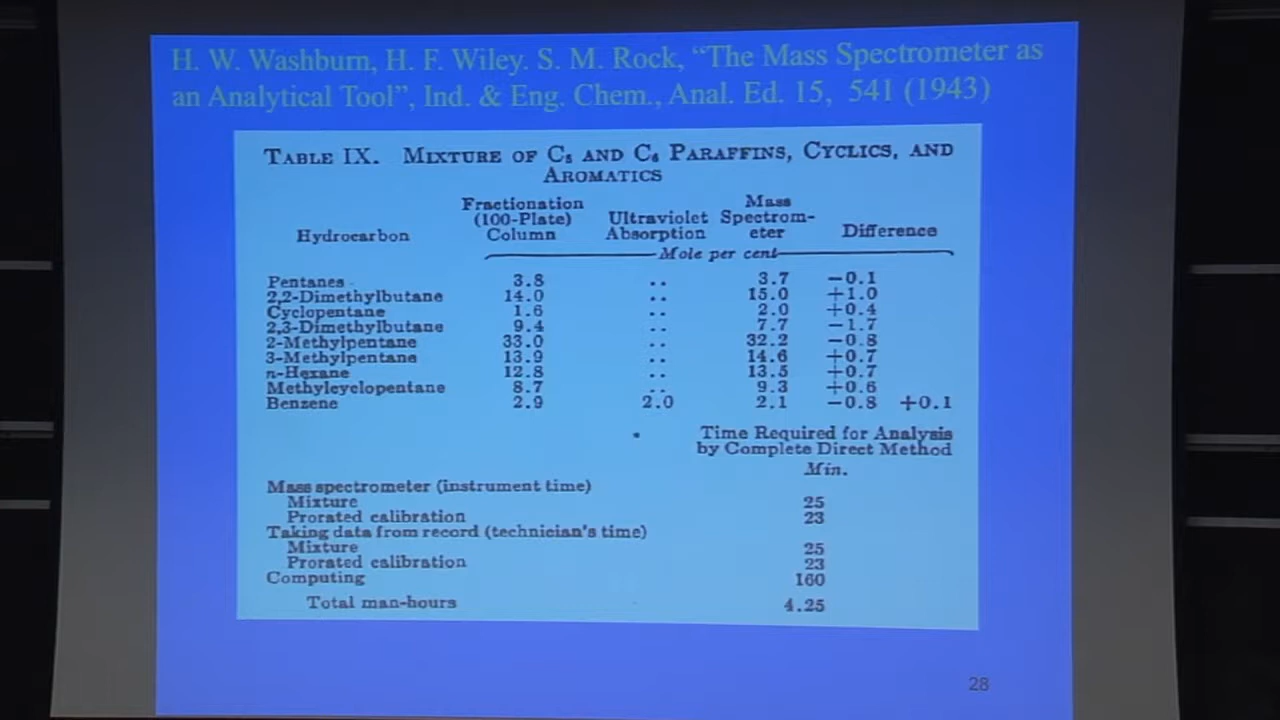 H. W. Washburn, H. F. Wiley. S. M. Rock, “The Mass Spectrometer as
an Analytical Tool”, Ind. & Eng. Chem., Anal. Ed. 15, 541 (1943)
TABLE IX. MIXTURE OF C5 AND C6 PARAFFINS, CYCLICS, AND
AROMATICS
Hydrocarbon Fractionation (100-Plate) Column Ultraviolet Absorption Mass Spectrom-eter Difference
Mole per cent
Pentanes 3.8 .. 3.7 −0.1
2,2-Dimethylbutane 14.0 .. 15.0 +1.0
Cyclopentane 1.6 .. 2.0 +0.4
2,3-Dimethylbutane 9.4 .. 7.7 −1.7
2-Methylpentane 33.0 .. 32.2 −0.8
3-Methylpentane 13.9 .. 14.6 +0.7
n-Hexane 12.8 .. 13.5 +0.7
Methylcyclopentane 8.7 .. 9.3 +0.6
Benzene 2.9 2.0 2.1 −0.8 +0.1
Time Required for Analysis
by Complete Direct Method
Min.
Mass spectrometer (instrument time)
Mixture 25
Prorated calibration 23
Taking data from record (technician's time)
Mixture 25
Prorated calibration 23
Computing 160
Total man-hours 4.25
28